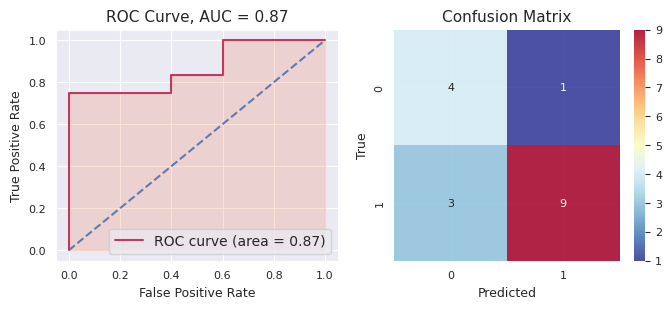 ROC Curve, AUC = 0.87
True Positive Rate
1.0
0.8
0.6
0.4
0.2
0.0
ROC curve (area = 0.87)
0.0 0.2 0.4 0.6 0.8 1.0
False Positive Rate
Confusion Matrix
True
0
1
4 1
3 9
0 1
Predicted
9
8
7
6
5
4
3
2
1